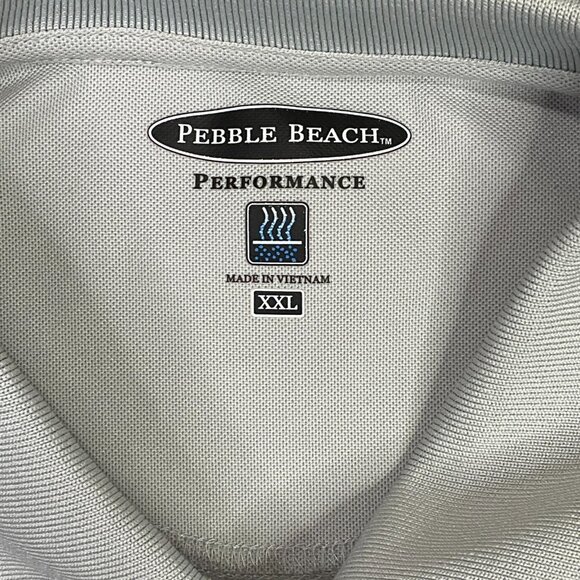 PEBBLE BEACH™
PERFORMANCE
MADE IN VIETNAM
XXL